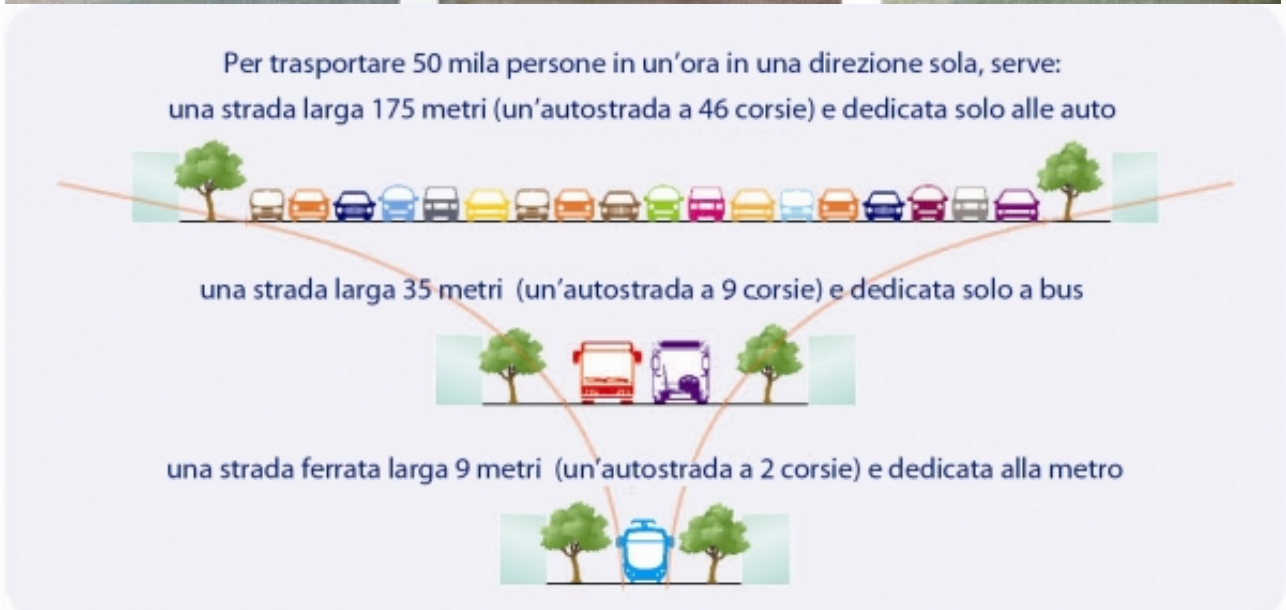 Per trasportare 50 mila persone in un'ora in una direzione sola, serve:
una strada larga 175 metri (un'autostrada a 46 corsie) e dedicata solo alle auto
una strada larga 35 metri (un'autostrada a 9 corsie) e dedicata solo a bus
una strada ferrata larga 9 metri (un'autostrada a 2 corsie) e dedicata alla metro